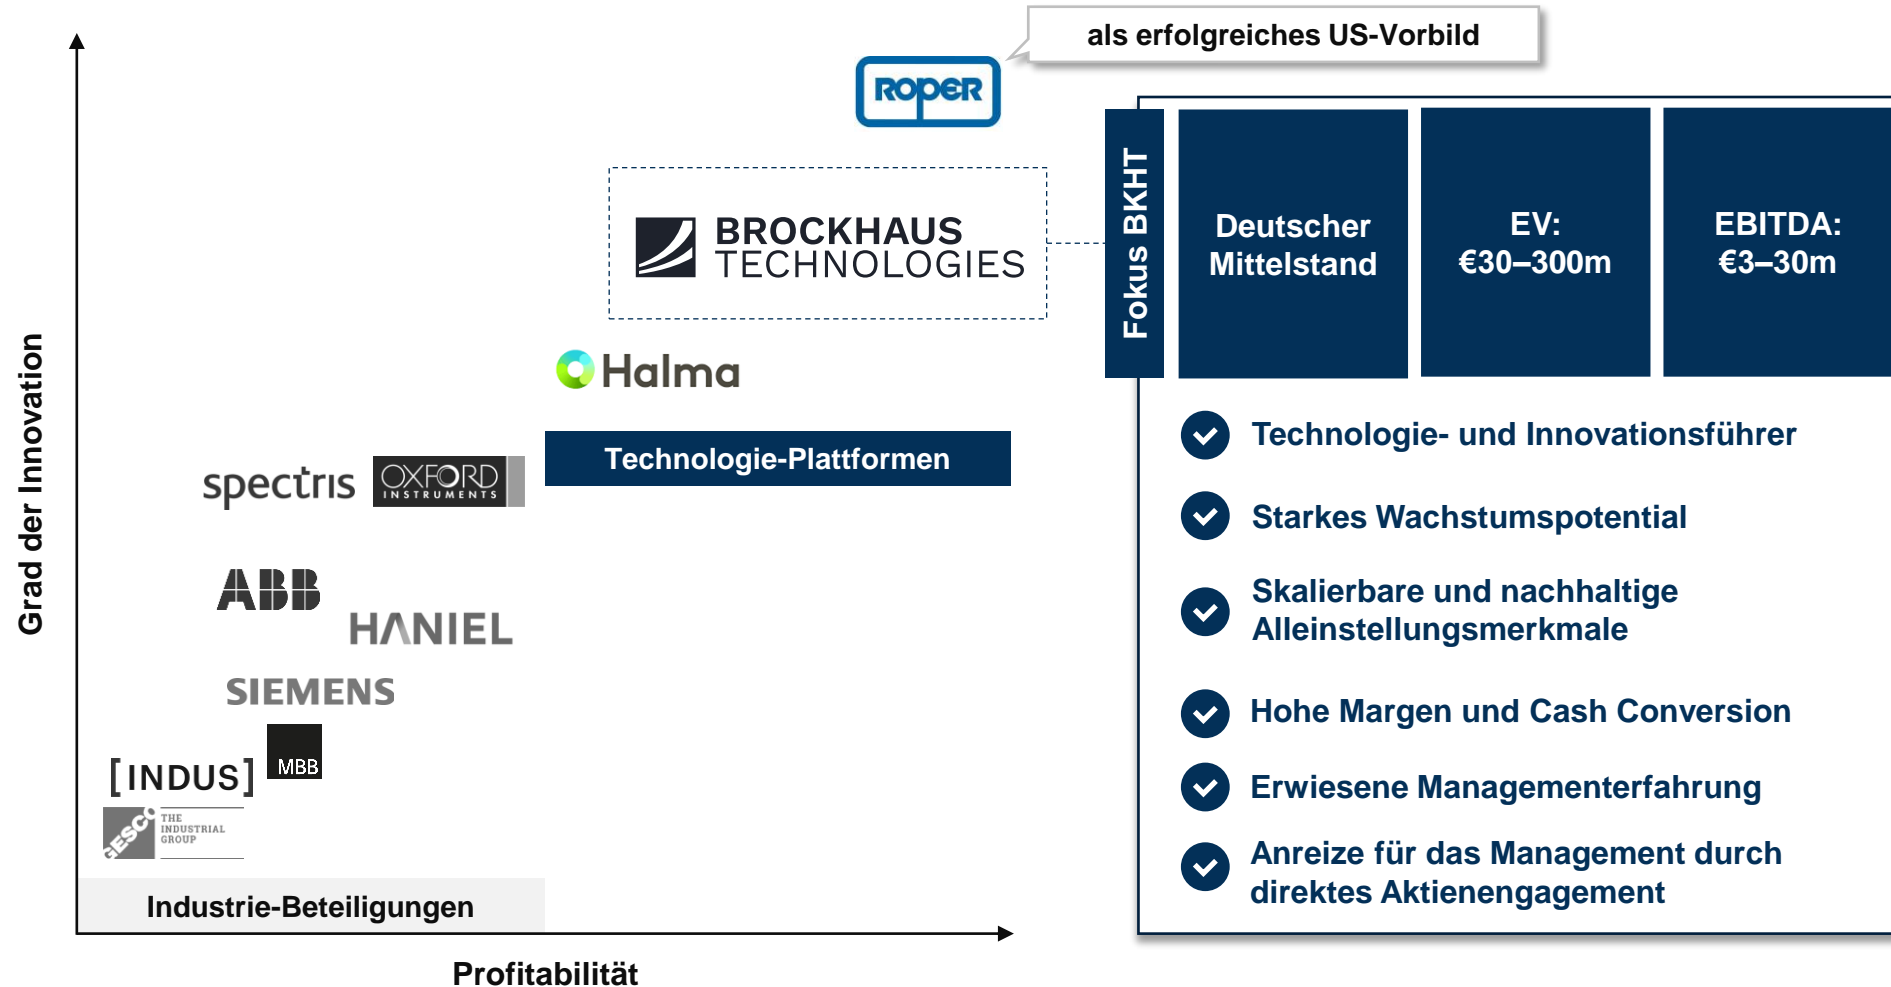 als erfolgreiches US-Vorbild
ROPER
BROCKHAUS
TECHNOLOGIES
Halma
Technologie-Plattformen
spectris
OXFORD
INSTRUMENTS
ABB
HANIEL
SIEMENS
MBB
[INDUS]
GESCO
THE
INDUSTRIAL
GROUP
Industrie-Beteiligungen
Grad der Innovation
Profitabilität
Fokus BKHT
Deutscher
Mittelstand
EV:
€30–300m
EBITDA:
€3–30m
Technologie- und Innovationsführer
Starkes Wachstumspotential
Skalierbare und nachhaltige
Alleinstellungsmerkmale
Hohe Margen und Cash Conversion
Erwiesene Managementerfahrung
Anreize für das Management durch
direktes Aktienengagement